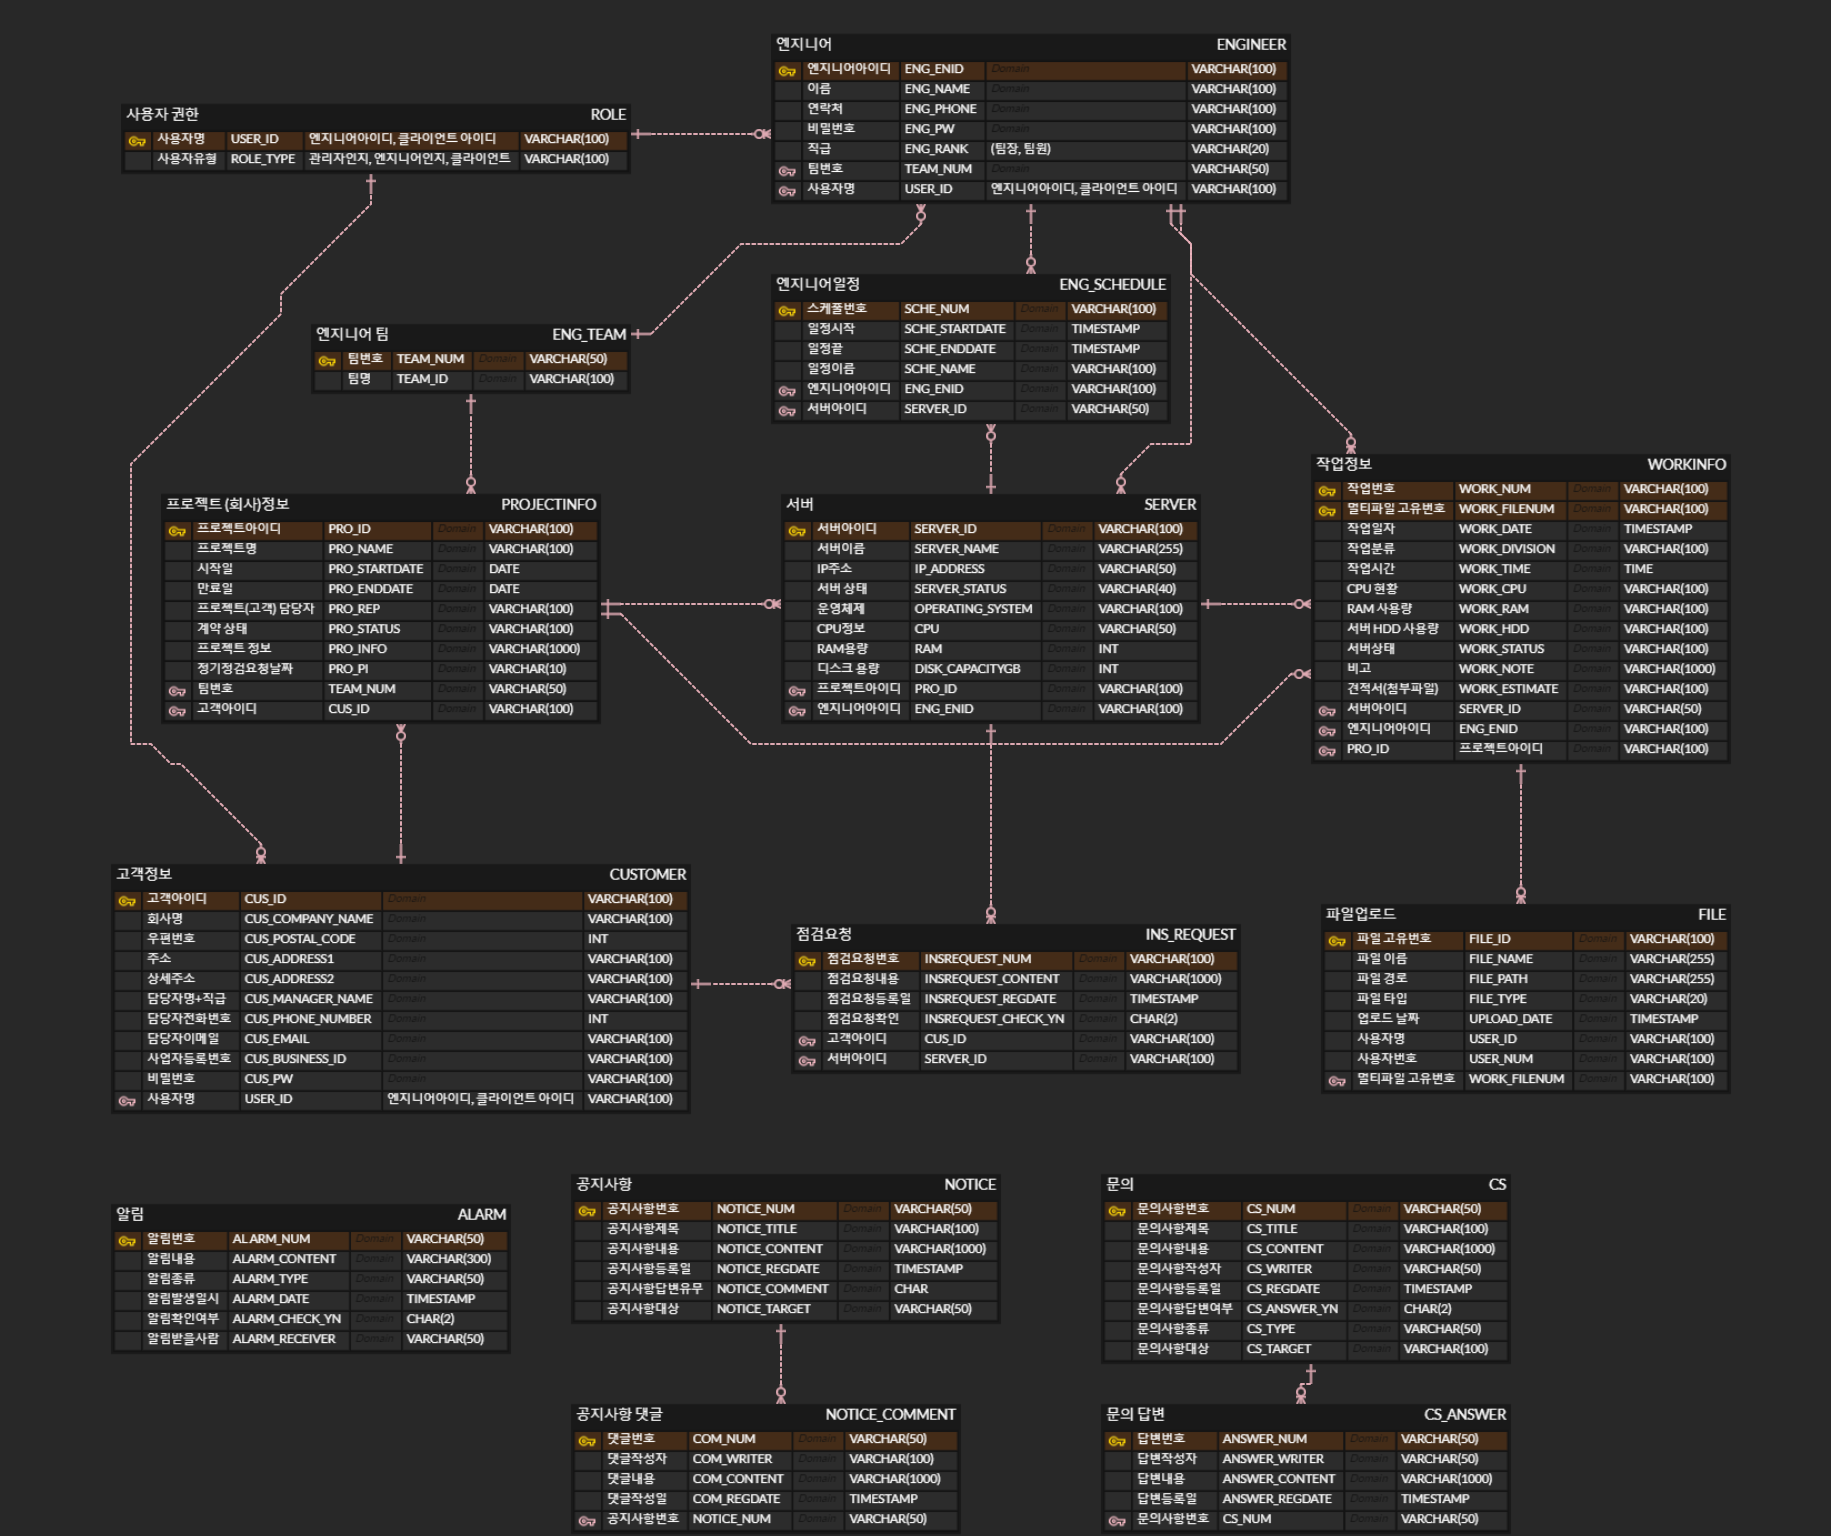 엔지니어 ENGINEER
엔지니어아이디 ENG_ENID Domain VARCHAR(100)
이름 ENG_NAME Domain VARCHAR(100)
연락처 ENG_PHONE Domain VARCHAR(100)
비밀번호 ENG_PW Domain VARCHAR(100)
직급 ENG_RANK (팀장, 팀원) VARCHAR(20)
팀번호 TEAM_NUM Domain VARCHAR(50)
사용자명 USER_ID 엔지니어아이디, 클라이언트 아이디 VARCHAR(100)
사용자 권한 ROLE
사용자명 USER_ID 엔지니어아이디, 클라이언트 아이디 VARCHAR(100)
사용자유형 ROLE_TYPE 관리자인지, 엔지니어인지, 클라이언트 VARCHAR(100)
엔지니어일정 ENG_SCHEDULE
스케쥴번호 SCHE_NUM Domain VARCHAR(100)
일정시작 SCHE_STARTDATE Domain TIMESTAMP
일정끝 SCHE_ENDDATE Domain TIMESTAMP
일정이름 SCHE_NAME Domain VARCHAR(100)
엔지니어아이디 ENG_ENID Domain VARCHAR(100)
서버아이디 SERVER_ID Domain VARCHAR(50)
엔지니어 팀 ENG_TEAM
팀번호 TEAM_NUM Domain VARCHAR(50)
팀명 TEAM_ID Domain VARCHAR(100)
프로젝트 (회사)정보 PROJECTINFO
프로젝트아이디 PRO_ID Domain VARCHAR(100)
프로젝트명 PRO_NAME Domain VARCHAR(100)
시작일 PRO_STARTDATE Domain DATE
만료일 PRO_ENDDATE Domain DATE
프로젝트(고객) 담당자 PRO_REP Domain VARCHAR(100)
계약 상태 PRO_STATUS Domain VARCHAR(100)
프로젝트 정보 PRO_INFO Domain VARCHAR(1000)
정기점검요청날짜 PRO_PI Domain VARCHAR(10)
팀번호 TEAM_NUM Domain VARCHAR(50)
고객아이디 CUS_ID Domain VARCHAR(100)
서버 SERVER
서버아이디 SERVER_ID Domain VARCHAR(100)
서버이름 SERVER_NAME Domain VARCHAR(255)
IP주소 IP_ADDRESS Domain VARCHAR(50)
서버 상태 SERVER_STATUS Domain VARCHAR(40)
운영체제 OPERATING_SYSTEM Domain VARCHAR(100)
CPU정보 CPU Domain VARCHAR(50)
RAM용량 RAM Domain INT
디스크 용량 DISK_CAPACITYGB Domain INT
프로젝트아이디 PRO_ID Domain VARCHAR(100)
엔지니어아이디 ENG_ENID Domain VARCHAR(100)
작업정보 WORKINFO
작업번호 WORK_NUM Domain VARCHAR(100)
멀티파일 고유번호 WORK_FILENUM Domain VARCHAR(100)
작업일자 WORK_DATE Domain TIMESTAMP
작업분류 WORK_DIVISION Domain VARCHAR(100)
작업시간 WORK_TIME Domain TIME
CPU 현황 WORK_CPU Domain VARCHAR(100)
RAM 사용량 WORK_RAM Domain VARCHAR(100)
서버 HDD 사용량 WORK_HDD Domain VARCHAR(100)
서버상태 WORK_STATUS Domain VARCHAR(100)
비고 WORK_NOTE Domain VARCHAR(1000)
견적서(첨부파일) WORK_ESTIMATE Domain VARCHAR(100)
서버아이디 SERVER_ID Domain VARCHAR(50)
엔지니어아이디 ENG_ENID Domain VARCHAR(100)
PRO_ID 프로젝트아이디 Domain VARCHAR(100)
고객정보 CUSTOMER
고객아이디 CUS_ID Domain VARCHAR(100)
회사명 CUS_COMPANY_NAME Domain VARCHAR(100)
우편번호 CUS_POSTAL_CODE Domain INT
주소 CUS_ADDRESS1 Domain VARCHAR(100)
상세주소 CUS_ADDRESS2 Domain VARCHAR(100)
담당자명+직급 CUS_MANAGER_NAME Domain VARCHAR(100)
담당자전화번호 CUS_PHONE_NUMBER Domain INT
담당자이메일 CUS_EMAIL Domain VARCHAR(100)
사업자등록번호 CUS_BUSINESS_ID Domain VARCHAR(100)
비밀번호 CUS_PW Domain VARCHAR(100)
사용자명 USER_ID 엔지니어아이디, 클라이언트 아이디 VARCHAR(100)
점검요청 INS_REQUEST
점검요청번호 INSREQUEST_NUM Domain VARCHAR(100)
점검요청내용 INSREQUEST_CONTENT Domain VARCHAR(1000)
점검요청등록일 INSREQUEST_REGDATE Domain TIMESTAMP
점검요청확인 INSREQUEST_CHECK_YN Domain CHAR(2)
고객아이디 CUS_ID Domain VARCHAR(100)
서버아이디 SERVER_ID Domain VARCHAR(100)
파일업로드 FILE
파일 고유번호 FILE_ID Domain VARCHAR(100)
파일 이름 FILE_NAME Domain VARCHAR(255)
파일 경로 FILE_PATH Domain VARCHAR(255)
파일 타입 FILE_TYPE Domain VARCHAR(20)
업로드 날짜 UPLOAD_DATE Domain TIMESTAMP
사용자명 USER_ID Domain VARCHAR(100)
사용자번호 USER_NUM Domain VARCHAR(100)
멀티파일 고유번호 WORK_FILENUM Domain VARCHAR(100)
알림 ALARM
알림번호 ALARM_NUM Domain VARCHAR(50)
알림내용 ALARM_CONTENT Domain VARCHAR(300)
알림종류 ALARM_TYPE Domain VARCHAR(50)
알림발생일시 ALARM_DATE Domain TIMESTAMP
알림확인여부 ALARM_CHECK_YN Domain CHAR(2)
알림받을사람 ALARM_RECEIVER Domain VARCHAR(50)
공지사항 NOTICE
공지사항번호 NOTICE_NUM Domain VARCHAR(50)
공지사항제목 NOTICE_TITLE Domain VARCHAR(100)
공지사항내용 NOTICE_CONTENT Domain VARCHAR(1000)
공지사항등록일 NOTICE_REGDATE Domain TIMESTAMP
공지사항답변유무 NOTICE_COMMENT Domain CHAR
공지사항대상 NOTICE_TARGET Domain VARCHAR(50)
문의 CS
문의사항번호 CS_NUM Domain VARCHAR(50)
문의사항제목 CS_TITLE Domain VARCHAR(100)
문의사항내용 CS_CONTENT Domain VARCHAR(1000)
문의사항작성자 CS_WRITER Domain VARCHAR(50)
문의사항등록일 CS_REGDATE Domain TIMESTAMP
문의사항답변여부 CS_ANSWER_YN Domain CHAR(2)
문의사항종류 CS_TYPE Domain VARCHAR(50)
문의사항대상 CS_TARGET Domain VARCHAR(100)
공지사항 댓글 NOTICE_COMMENT
댓글번호 COM_NUM Domain VARCHAR(50)
댓글작성자 COM_WRITER Domain VARCHAR(100)
댓글내용 COM_CONTENT Domain VARCHAR(1000)
댓글작성일 COM_REGDATE Domain TIMESTAMP
공지사항번호 NOTICE_NUM Domain VARCHAR(50)
문의 답변 CS_ANSWER
답변번호 ANSWER_NUM Domain VARCHAR(50)
답변작성자 ANSWER_WRITER Domain VARCHAR(50)
답변내용 ANSWER_CONTENT Domain VARCHAR(1000)
답변등록일 ANSWER_REGDATE Domain TIMESTAMP
문의사항번호 CS_NUM Domain VARCHAR(50)